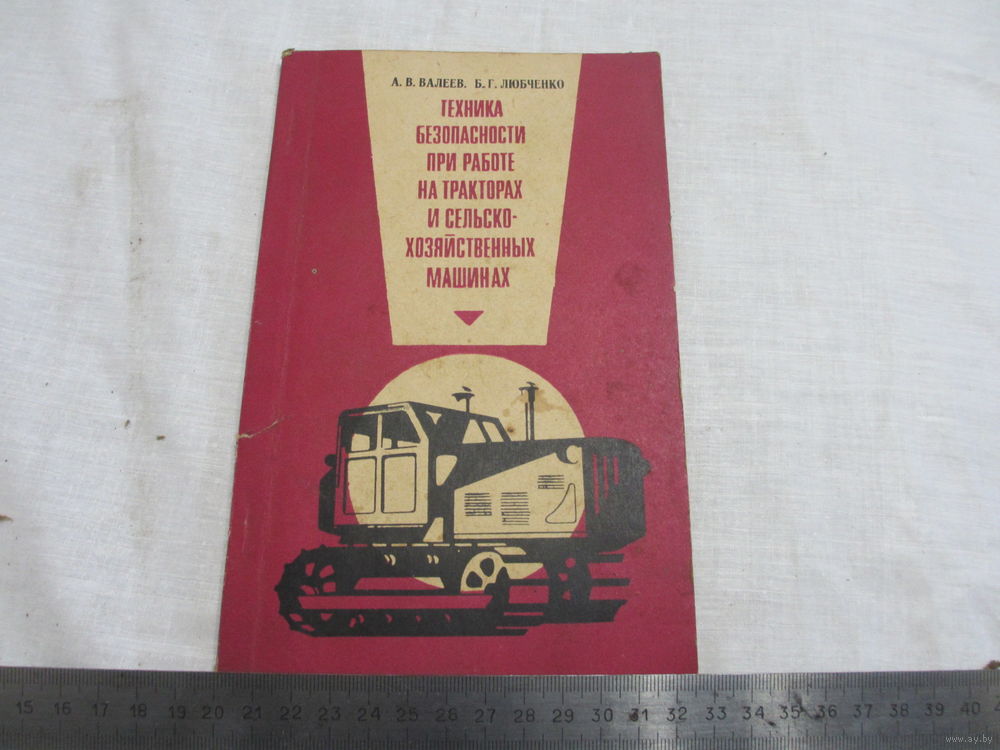 А. В. ВАЛЕЕВ. Б. Г. ЛЮБЧЕНКО
ТЕХНИКА
БЕЗОПАСНОСТИ
ПРИ РАБОТЕ
НА ТРАКТОРАХ
И СЕЛЬСКО-
ХОЗЯЙСТВЕННЫХ
МАШИНАХ
15 16 17 18 19 20 21 22 23 24 25 26 27 28 29 30 31 32 33 34 35 36 37 38 39 40 4
www.ay.by